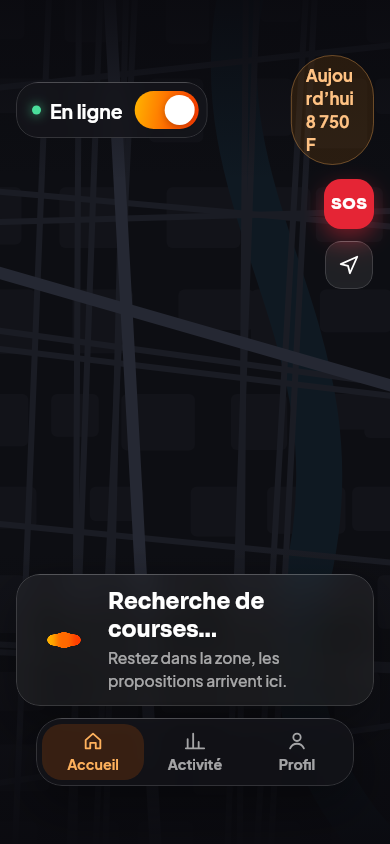 En ligne
Aujou
rd’hui
8 750
F
SOS
Recherche de
courses...
Restez dans la zone, les
propositions arrivent ici.
Accueil
Activité
Profil